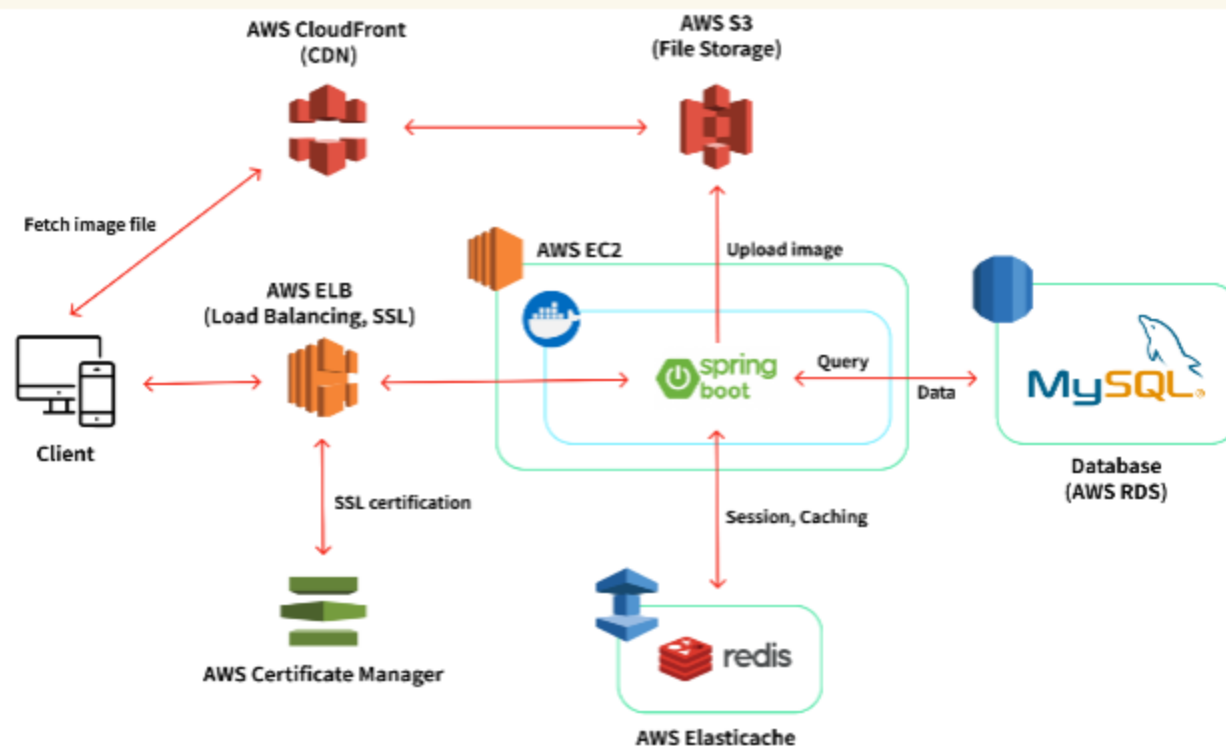 AWS CloudFront
(CDN)
AWS S3
(File Storage)
Fetch image file
AWS EC2
Upload image
AWS ELB
(Load Balancing, SSL)
spring
boot
Query
Data
MySQL®
Client
Database
(AWS RDS)
SSL certification
Session, Caching
redis
AWS Certificate Manager
AWS Elasticache